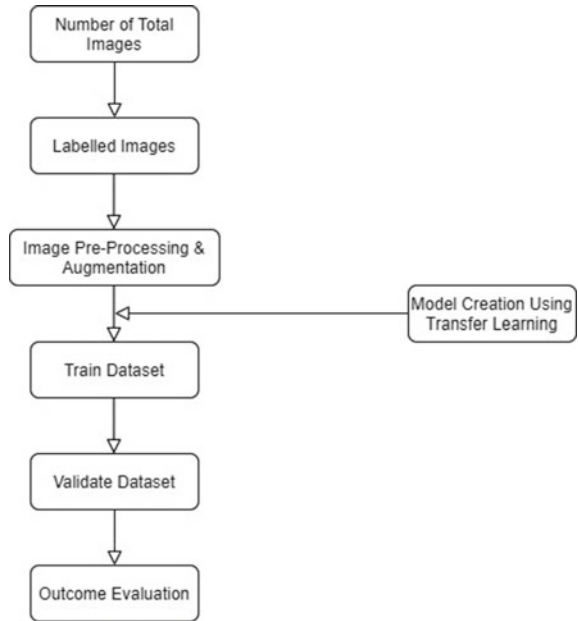 Number of Total
Images
Labelled Images
Image Pre-Processing &
Augmentation
Model Creation Using
Transfer Learning
Train Dataset
Validate Dataset
Outcome Evaluation